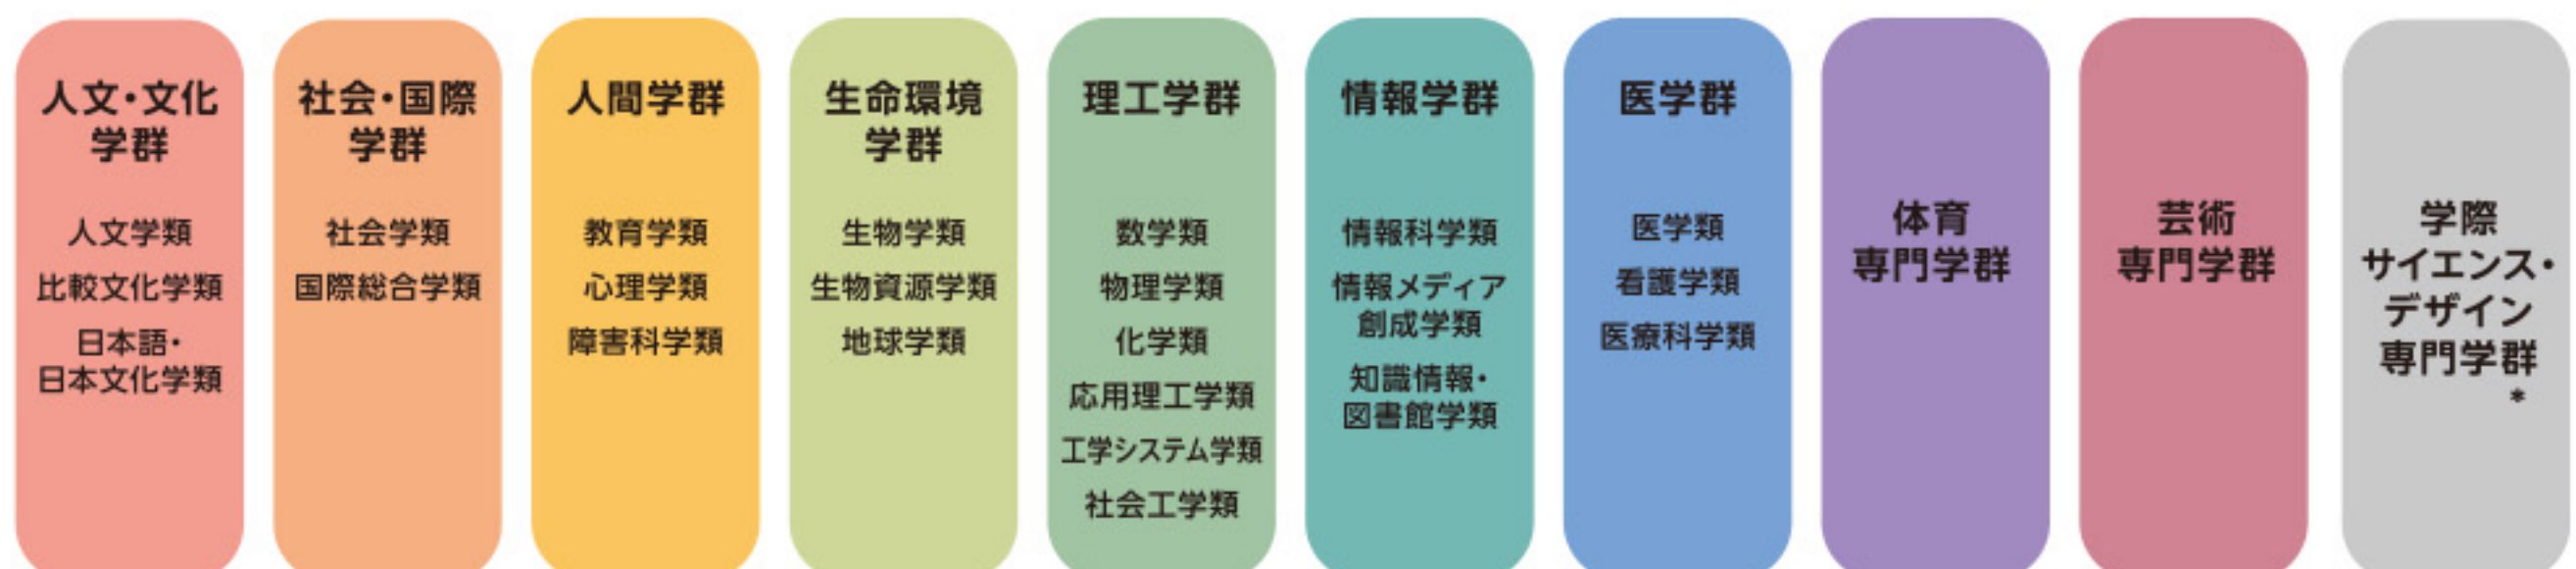 人文・文化
学群
人文学類
比較文化学類
日本語・
日本文化学類
社会・国際
学群
社会学類
国際総合学類
人間学群
教育学類
心理学類
障害科学類
生命環境
学群
生物学類
生物資源学類
地球学類
理工学群
数学類
物理学類
化学類
応用理工学類
工学システム学類
社会工学類
情報学群
情報科学類
情報メディア
創成学類
知識情報・
図書館学類
医学群
医学類
看護学類
医療科学類
体育
専門学群
芸術
専門学群
学際
サイエンス・
デザイン
専門学群
*